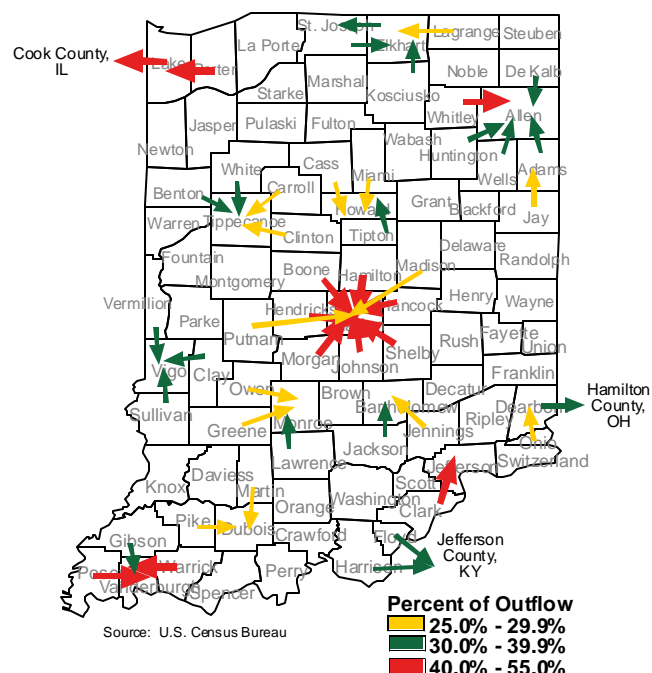 St. Joseph
Lagrange
Steuben
Elkhart
La Porte
Cook County,
IL
Lake
Porter
Noble
De Kalb
Marshal
Starke
Kosciusko
Whitley
Allen
Jasper
Pulaski
Fulton
Newton
Wabash
Huntington
Cass
White
Miami
Wells
Adams
Carroll
Benton
Howard
Grant
Blackford
Jay
Warren
Tippecanoe
Clinton
Tipton
Delaware
Randolph
Fountain
Boone
Hamilton
Madison
Montgomery
Henry
Wayne
Vermillion
Hendricks
Hancock
Parke
Putnam
Rush
Fayette
Union
Morgan
Johnson
Shelby
Vigo
Clay
Franklin
Owen
Brown
Decatur
Bartholomew
Dearborn
Hamilton
County,
OH
Sullivan
Greene
Monroe
Ripley
Jennings
Ohio
Jackson
Lawrence
Jefferson
Switzerland
Knox
Daviess
Martin
Scott
Washington
Orange
Clark
Pike
Dubois
Crawford
Floyd
Gibson
Jefferson
County,
KY
Harrison
Warrick
Perry
Vanderburgh
Spencer
Source: U.S. Census Bureau
Percent of Outflow
25.0% - 29.9%
30.0% - 39.9%
40.0% - 55.0%